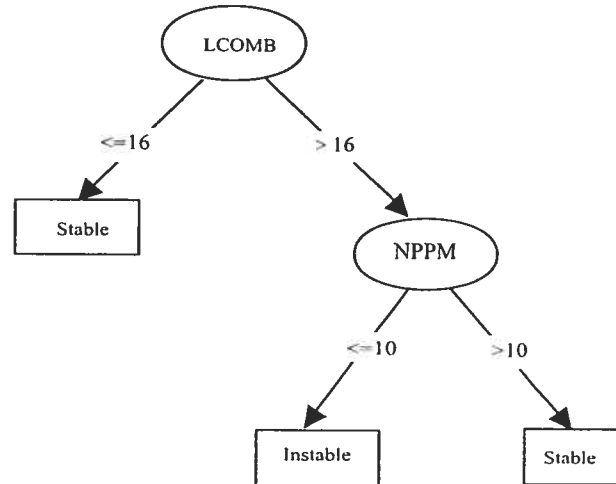 LCOMB
<=16
> 16
Stable
NPPM
<=10
>10
Instable
Stable